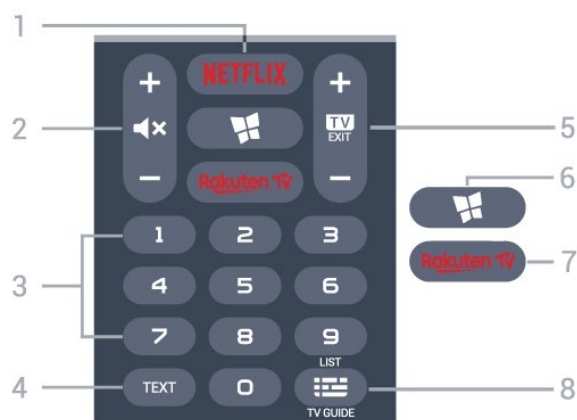 1
NETFLIX
+ +
2 TV 5
EXIT
6
− −
Rakuten TV
1 2 3
Rakuten TV 7
3 4 5 6
7 8 9
LIST
4 TEXT 0 8
TV GUIDE